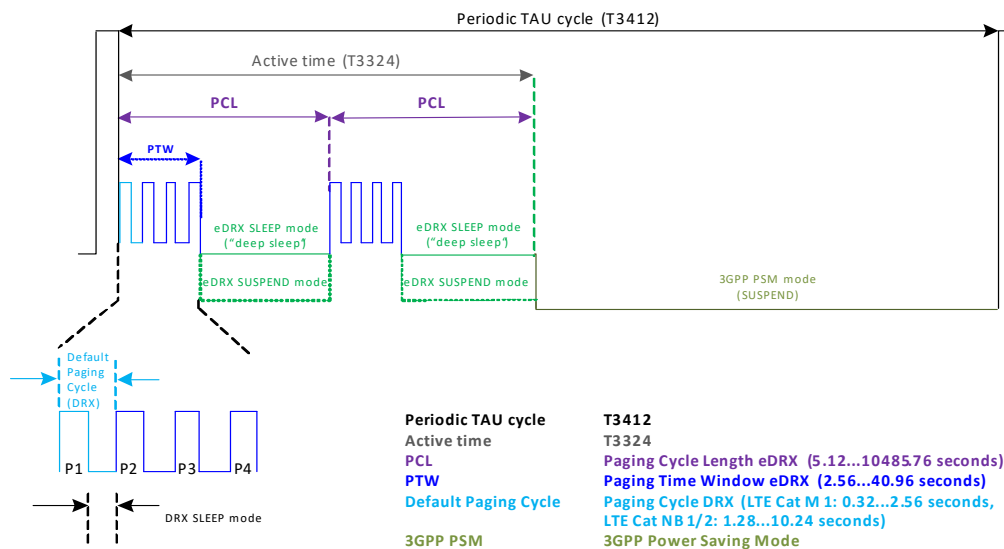 Periodic TAU cycle (T3412)
Active time (T3324)
PCL
PCL
PTW
eDRX SLEEP mode
("deep sleep")
eDRX SLEEP mode
("deep sleep")
eDRX SUSPEND mode
eDRX SUSPEND mode
3GPP PSM mode
(SUSPEND)
Default
Paging
Cycle
(DRX)
P1
P2
P3
P4
DRX SLEEP mode
Periodic TAU cycle T3412
Active time T3324
PCL Paging Cycle Length eDRX (5.12...10485.76 seconds)
PTW Paging Time Window eDRX (2.56...40.96 seconds)
Default Paging Cycle Paging Cycle DRX (LTE Cat M 1: 0.32...2.56 seconds,
LTE Cat NB 1/2: 1.28...10.24 seconds)
3GPP PSM 3GPP Power Saving Mode